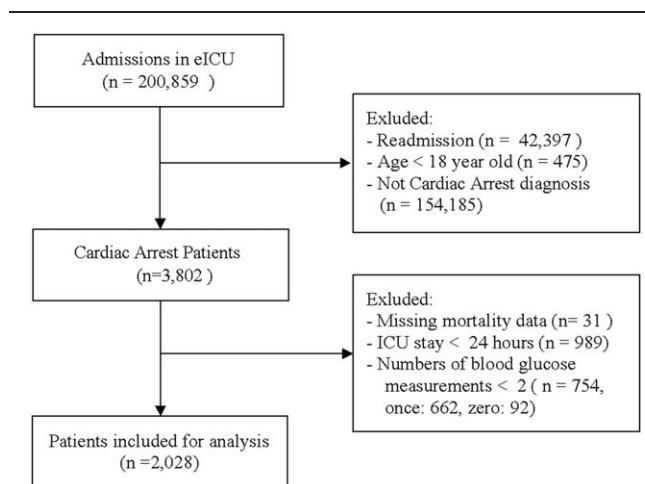 Admissions in eICU
(n = 200,859 )
Exluded:
- Readmission (n = 42,397 )
- Age < 18 year old (n = 475)
- Not Cardiac Arrest diagnosis
(n = 154,185)
Cardiac Arrest Patients
(n=3,802 )
Exluded:
- Missing mortality data (n= 31 )
- ICU stay < 24 hours (n = 989)
- Numbers of blood glucose
measurements < 2 ( n = 754,
once: 662, zero: 92)
Patients included for analysis
(n =2,028)